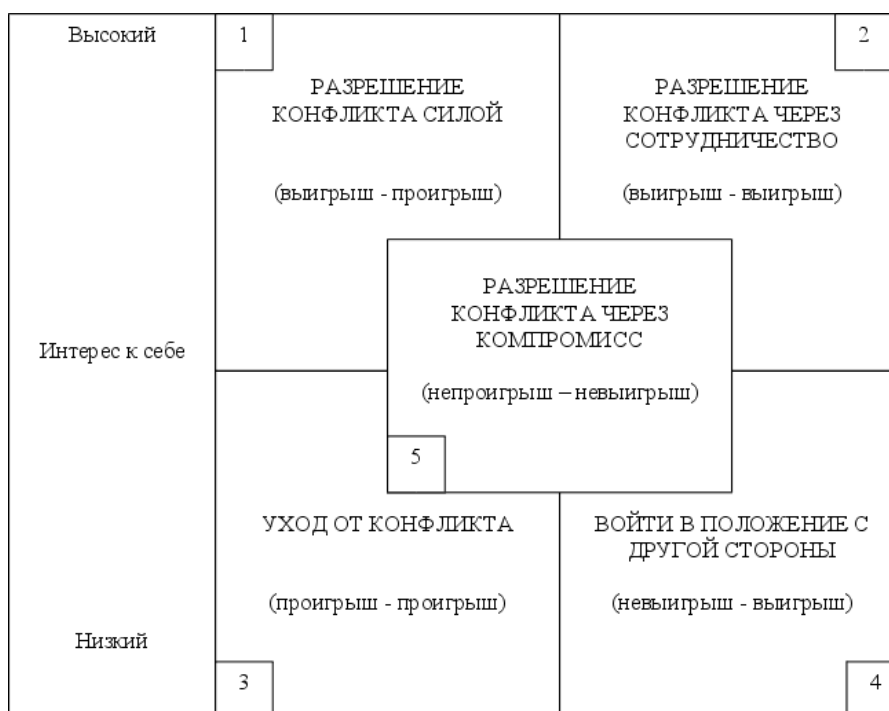 Высокий
1
2
РАЗРЕШЕНИЕ
КОНФЛИКТА СИЛОЙ
(выигрыш - проигрыш)
РАЗРЕШЕНИЕ
КОНФЛИКТА ЧЕРЕЗ
СОТРУДНИЧЕСТВО
(выигрыш - выигрыш)
Интерес к себе
РАЗРЕШЕНИЕ
КОНФЛИКТА ЧЕРЕЗ
КОМПРОМИСС
(непроигрыш – невыигрыш)
5
УХОД ОТ КОНФЛИКТА
(проигрыш - проигрыш)
ВОЙТИ В ПОЛОЖЕНИЕ С
ДРУГОЙ СТОРОНЫ
(невыигрыш - выигрыш)
Низкий
3
4